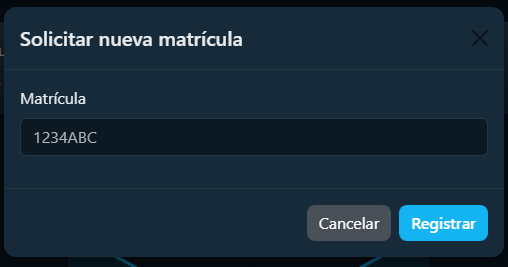 Solicitar nueva matrícula
Matrícula
1234ABC
Cancelar
Registrar